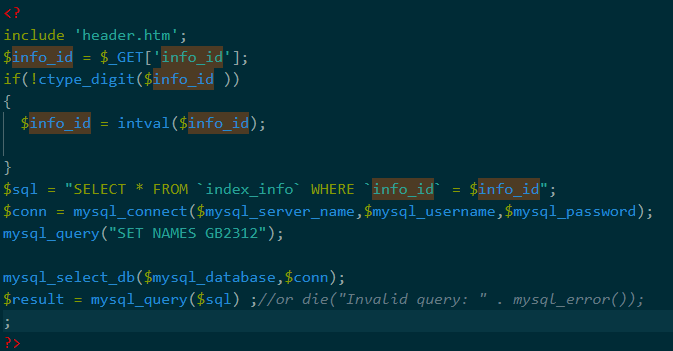 <?
include 'header.htm';
$info_id = $_GET['info_id'];
if(!ctype_digit($info_id ))
{
$info_id = intval($info_id);
}
$sql = "SELECT * FROM `index_info` WHERE `info_id` = $info_id";
$conn = mysql_connect($mysql_server_name,$mysql_username,$mysql_password);
mysql_query("SET NAMES GB2312");
mysql_select_db($mysql_database,$conn);
$result = mysql_query($sql) ;//or die("Invalid query: " . mysql_error());
;
?>